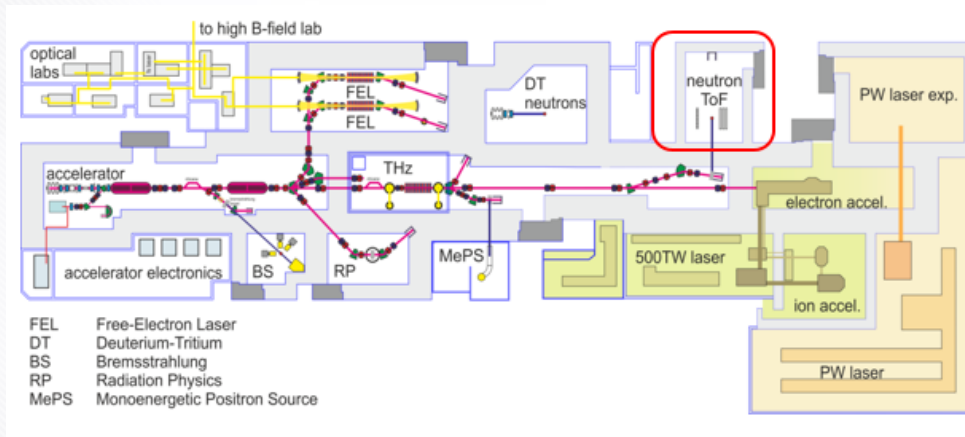 to high B-field lab
optical
labs
FEL
FEL
DT
neutrons
neutron
ToF
PW laser exp.
accelerator
THz
electron accel.
accelerator electronics
BS
RP
MePS
500TW laser
ion accel.
PW laser
FEL Free-Electron Laser
DT Deuterium-Tritium
BS Bremsstrahlung
RP Radiation Physics
MePS Monoenergetic Positron Source